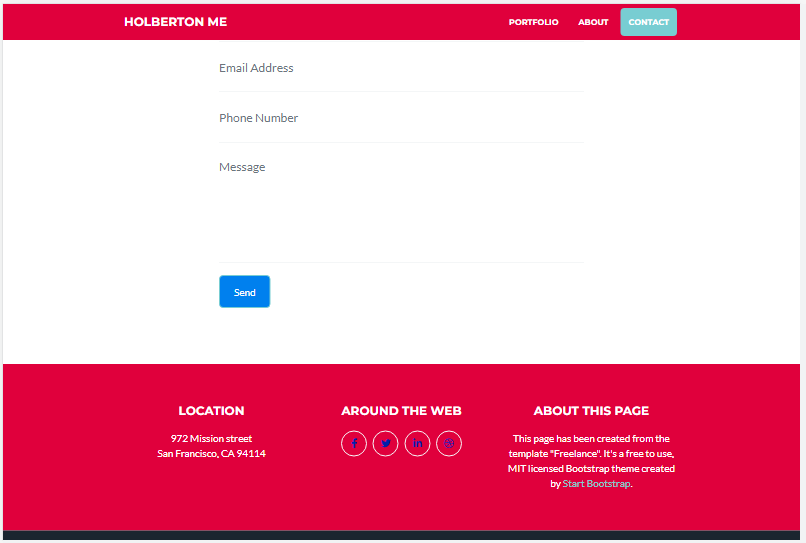 HOLBERTON ME
PORTFOLIO
ABOUT
CONTACT
Email Address
Phone Number
Message
Send
LOCATION
972 Mission street
San Francisco, CA 94114
AROUND THE WEB
ABOUT THIS PAGE
This page has been created from the
template "Freelance". It's a free to use,
MIT licensed Bootstrap theme created
by Start Bootstrap.